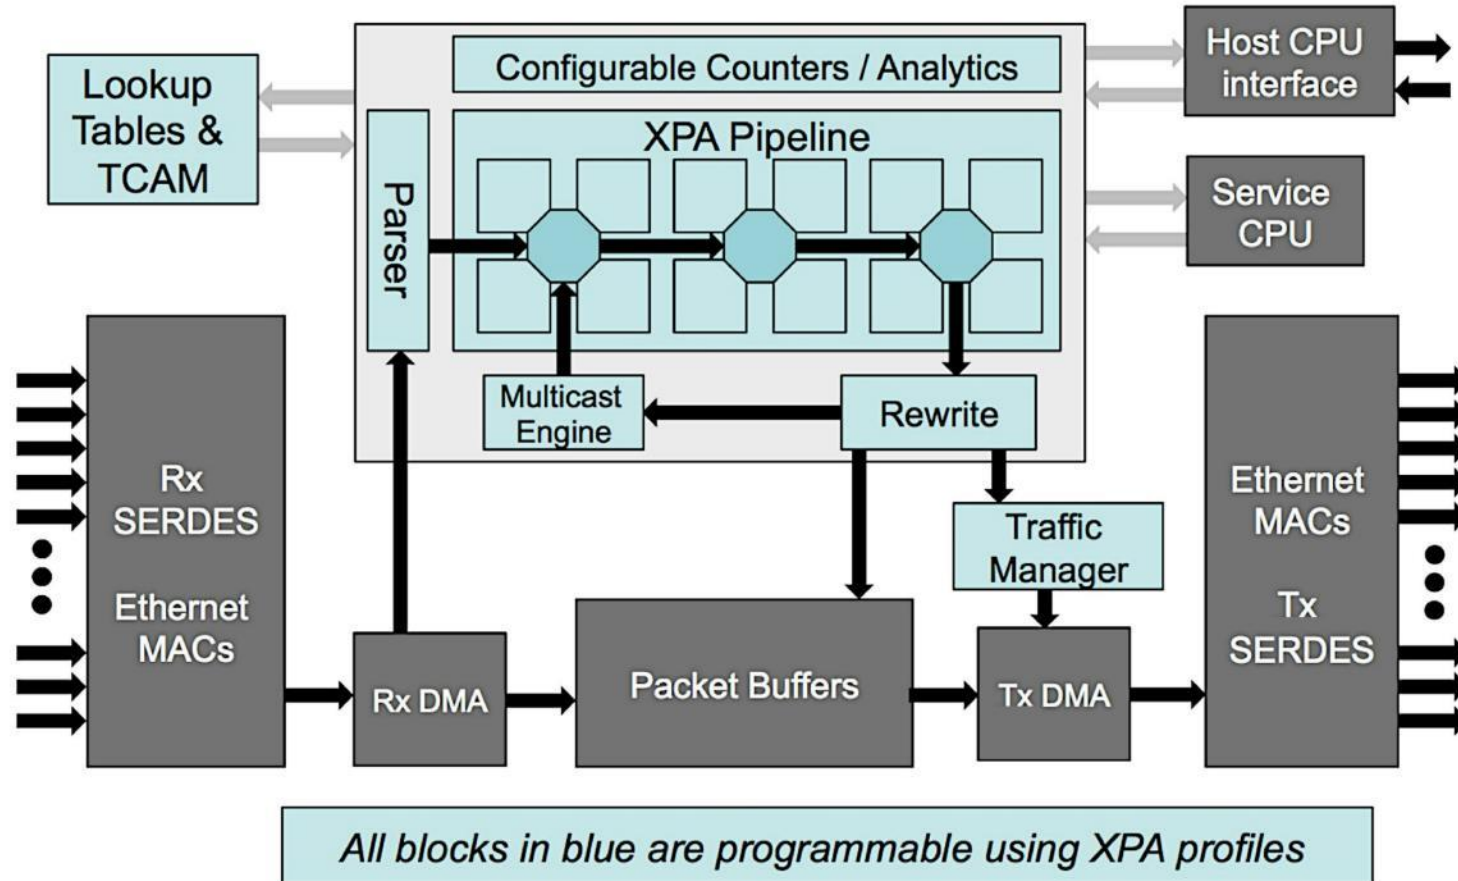 Lookup
Tables &
TCAM
Configurable Counters / Analytics
Host CPU
interface
XPA Pipeline
Parser
Service
CPU
Multicast
Engine
Rewrite
Rx
SERDES
Ethernet
MACs
Traffic
Manager
Ethernet
MACs
Tx
SERDES
Rx DMA
Packet Buffers
Tx DMA
All blocks in blue are programmable using XPA profiles